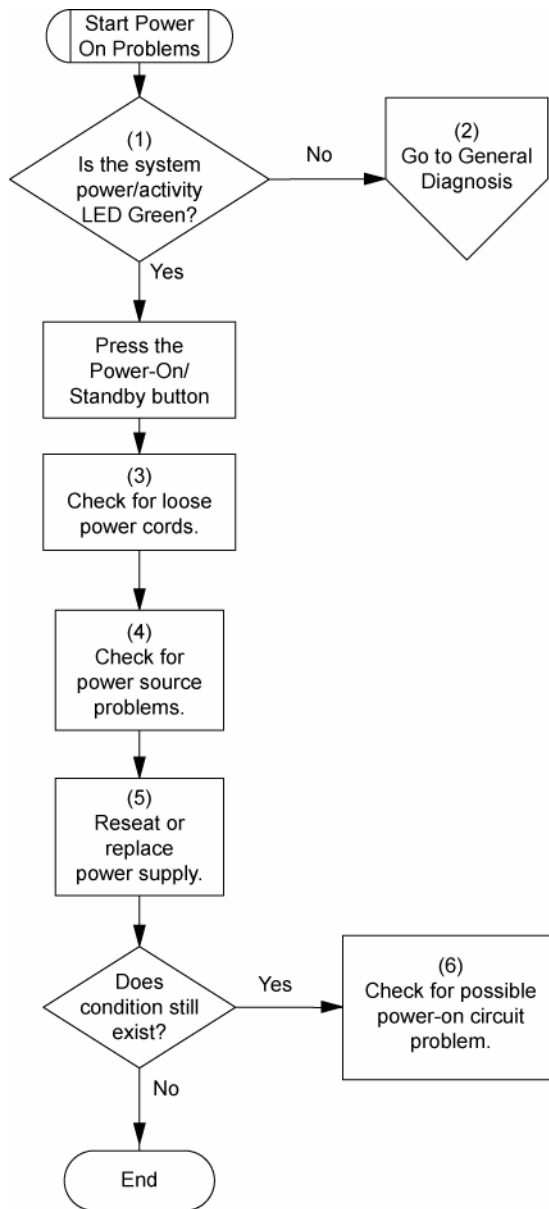 Start Power
On Problems
(1)
Is the system
power/activity
LED Green?
No
(2)
Go to General
Diagnosis
Yes
Press the
Power-On/
Standby button
(3)
Check for loose
power cords.
(4)
Check for
power source
problems.
(5)
Reseat or
replace
power supply.
Does
condition still
exist?
Yes
(6)
Check for possible
power-on circuit
problem.
No
End